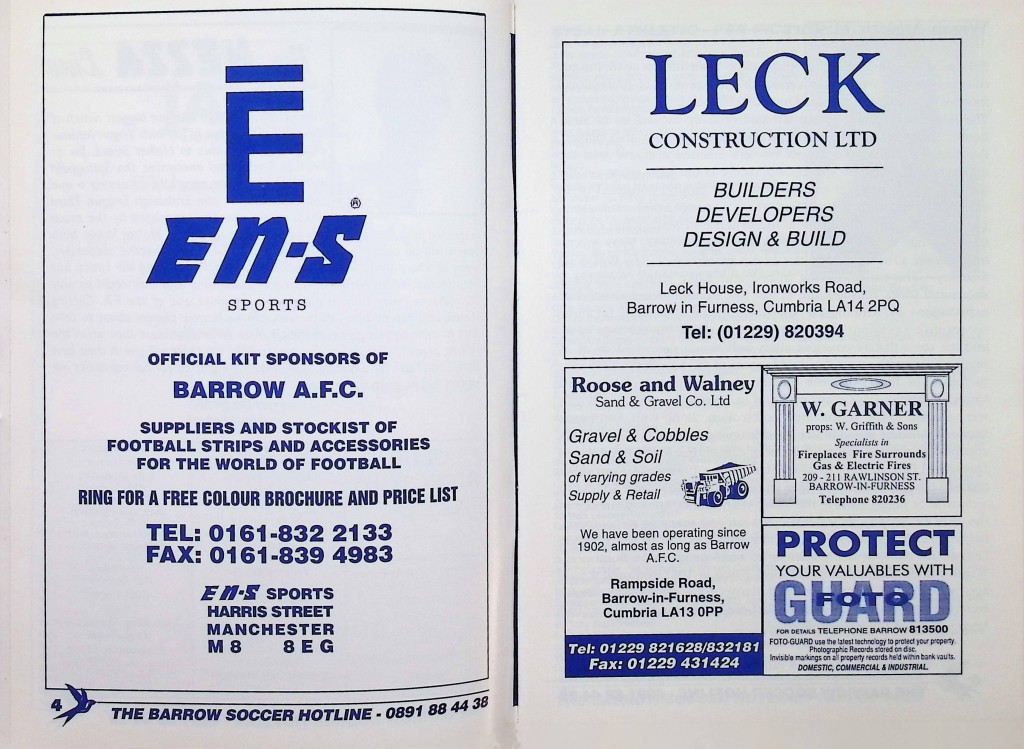 E
EN-S
®
SPORTS
OFFICIAL KIT SPONSORS OF
BARROW A.F.C.
SUPPLIERS AND STOCKIST OF
FOOTBALL STRIPS AND ACCESSORIES
FOR THE WORLD OF FOOTBALL
RING FOR A FREE COLOUR BROCHURE AND PRICE LIST
TEL: 0161-832 2133
FAX: 0161-839 4983
EN-S SPORTS
HARRIS STREET
MANCHESTER
M8 8EG
4
THE BARROW SOCCER HOTLINE - 0891 88 44 38
LECK
CONSTRUCTION LTD
BUILDERS
DEVELOPERS
DESIGN & BUILD
Leck House, Ironworks Road,
Barrow in Furness, Cumbria LA14 2PQ
Tel: (01229) 820394
Roose and Walney
Sand & Gravel Co. Ltd
Gravel & Cobbles
Sand & Soil
of varying grades
Supply & Retail
We have been operating since
1902, almost as long as Barrow
A.F.C.
Rampside Road,
Barrow-in-Furness,
Cumbria LA13 0PP
Tel: 01229 821628/832181
Fax: 01229 431424
W. GARNER
props: W. Griffith & Sons
Specialists in
Fireplaces Fire Surrounds
Gas & Electric Fires
209 - 211 RAWLINSON ST.
BARROW-IN-FURNESS
Telephone 820236
PROTECT
YOUR VALUABLES WITH
FOTO
GUARD
FOR DETAILS TELEPHONE BARROW 813500
FOTO-GUARD use the latest technology to protect your property.
Photographic Records stored on disc.
Invisible markings on all property records held within bank vaults.
DOMESTIC, COMMERCIAL & INDUSTRIAL.